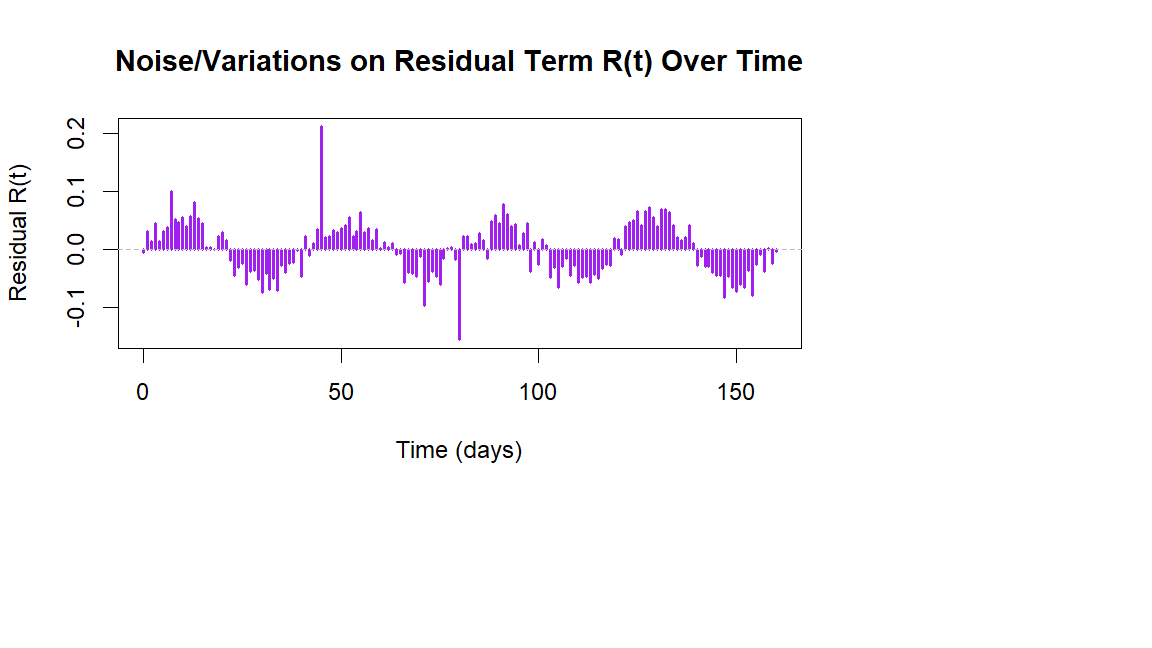 Noise/Variations on Residual Term R(t) Over Time
Residual R(t)
0.2
0.1
0.0
-0.1
0 50 100 150
Time (days)